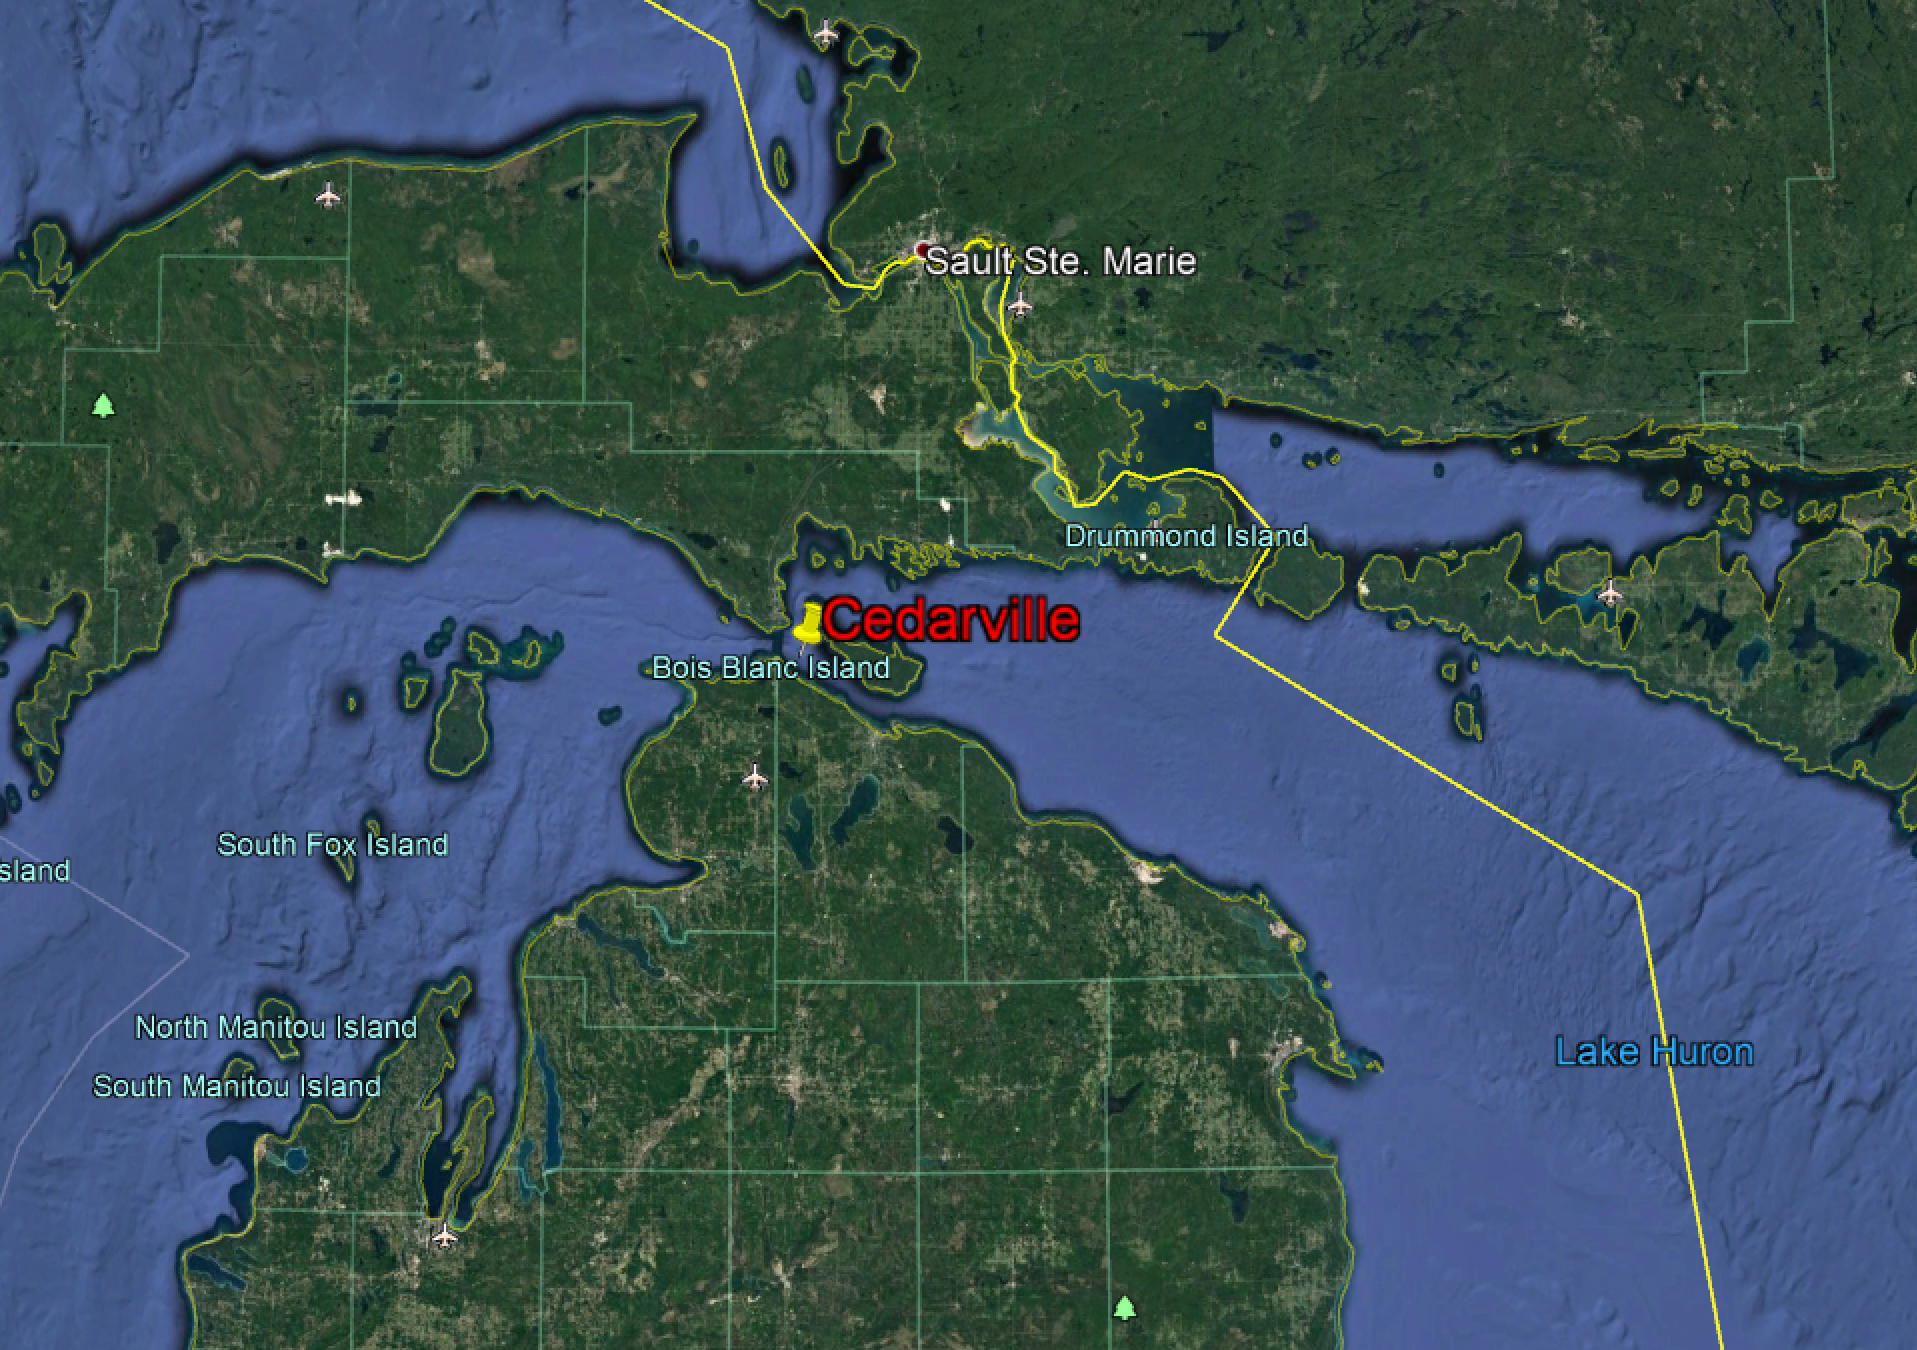 Sault Ste. Marie
Drummond Island
Cedarville
Bois Blanc Island
South Fox Island
sland
North Manitou Island
Lake Huron
South Manitou Island